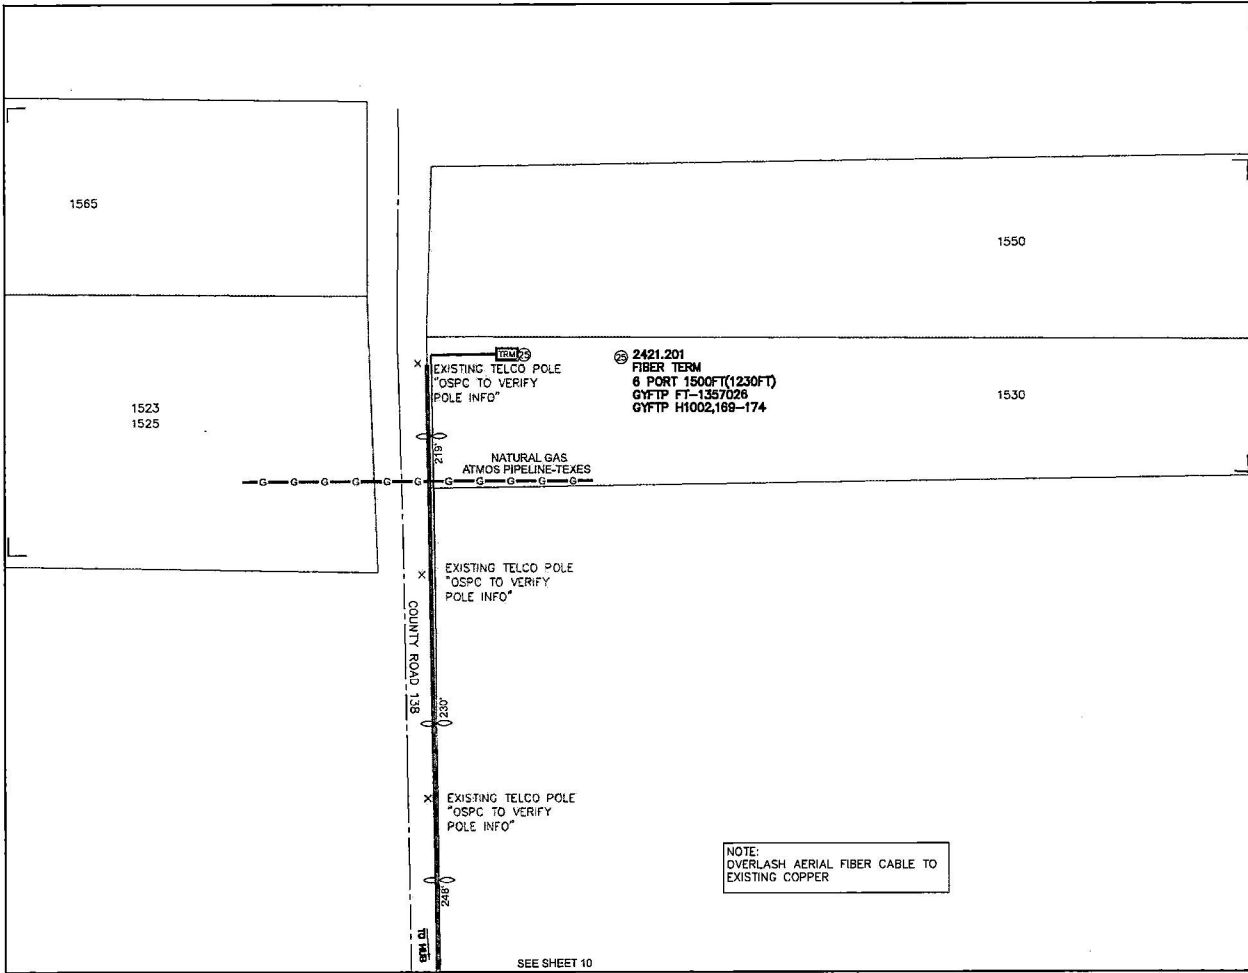 1565
1550
TRM 25
EXISTING TELCO POLE
"OSPC TO VERIFY
POLE INFO"
25 2421.201
FIBER TERM
6 PORT 1500FT(1230FT)
GYFTP FT-1357026
GYFTP H1002,169-174
1530
1523
1525
219'
NATURAL GAS
ATMOS PIPELINE-TEXES
G G G G G G G G G G G
EXISTING TELCO POLE
"OSPC TO VERIFY
POLE INFO"
COUNTY ROAD 138
230'
EXISTING TELCO POLE
"OSPC TO VERIFY
POLE INFO"
NOTE:
OVERLASH AERIAL FIBER CABLE TO
EXISTING COPPER
248'
TO HUB
SEE SHEET 10